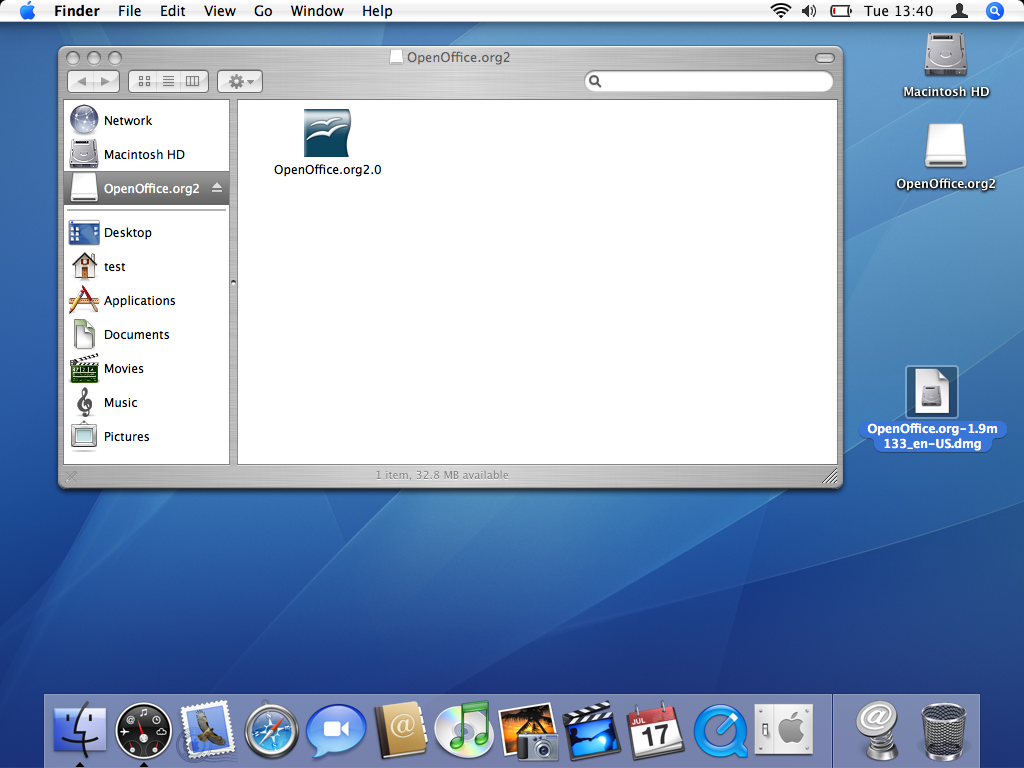 Finder File Edit View Go Window Help Tue 13:40
OpenOffice.org2
Network
Macintosh HD
OpenOffice.org2
Desktop
test
Applications
Documents
Movies
Music
Pictures
OpenOffice.org2.0
1 item, 32.8 MB available
Macintosh HD
OpenOffice.org2
OpenOffice.org-1.9m
133_en-US.dmg
@
JUL
17
@